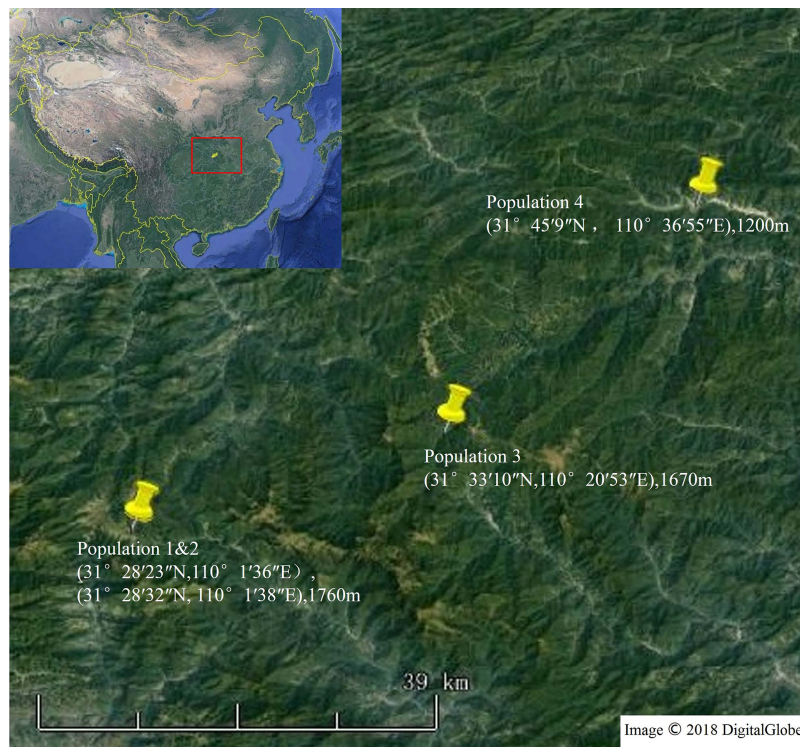 Population 4
(31° 45′9″N ， 110° 36′55″E),1200m
Population 3
(31° 33′10″N,110° 20′53″E),1670m
Population 1&2
(31° 28′23″N,110° 1′36″E）,
(31° 28′32″N, 110° 1′38″E),1760m
39 km
Image © 2018 DigitalGlobe